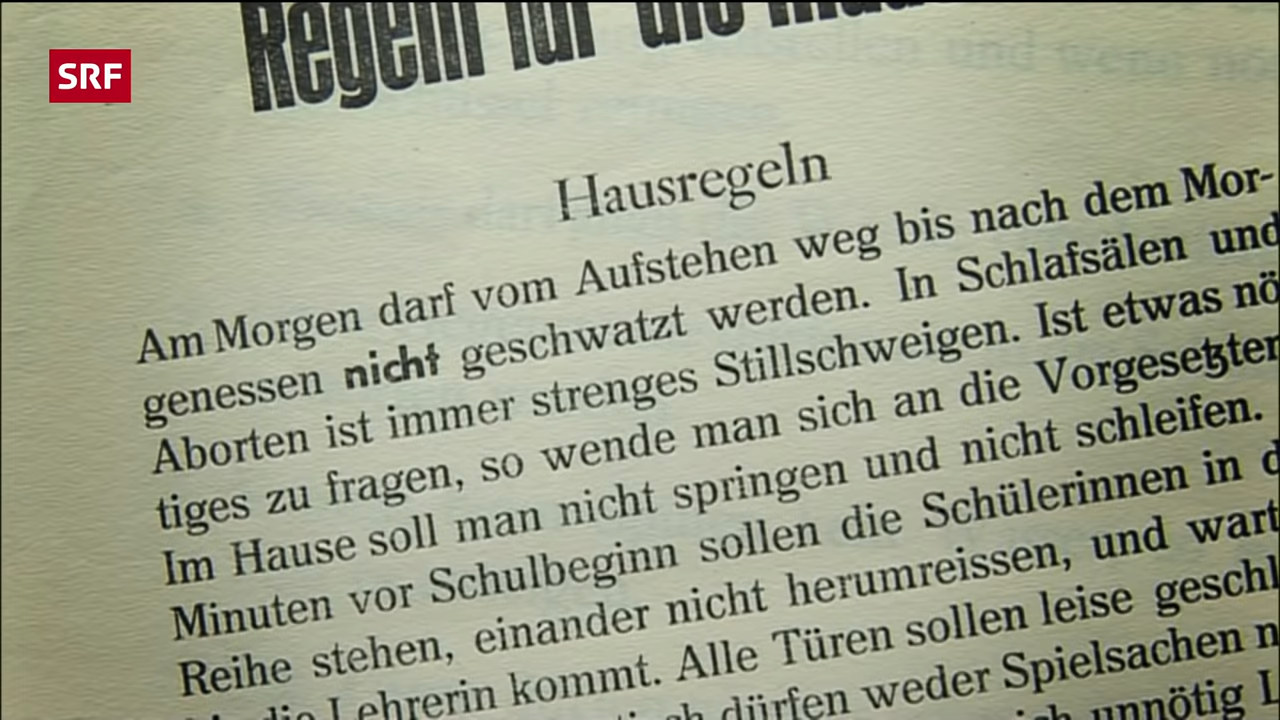 SRF
Regeln für die
Hausregeln
Am Morgen darf vom Aufstehen weg bis nach dem Mor-
genessen nicht geschwatzt werden. In Schlafsälen und
Aborten ist immer strenges Stillschweigen. Ist etwas nö
tiges zu fragen, so wende man sich an die Vorgesetzten
Im Hause soll man nicht springen und nicht schleifen.
Minuten vor Schulbeginn sollen die Schülerinnen in d
Reihe stehen, einander nicht herumreissen, und wart
die Lehrerin kommt. Alle Türen sollen leise geschl
dürfen weder Spielsachen n
unnötig L